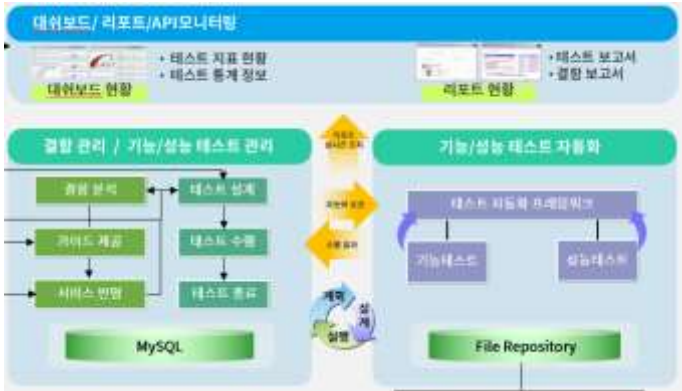 대쉬보드/ 리포트/API모니터링
• 테스트 지표 현황
• 테스트 통계 정보
대쉬보드 현황
• 테스트 보고서
• 결함 보고서
리포트 현황
결함 관리 / 기능/성능 테스트 관리
기능/성능 테스트 자동화
결함 분석
테스트 설계
가이드 제공
테스트 수행
서비스 반영
테스트 종료
테스트 자동화 프레임워크
기능테스트
성능테스트
계획
설계
실행
MySQL
File Repository